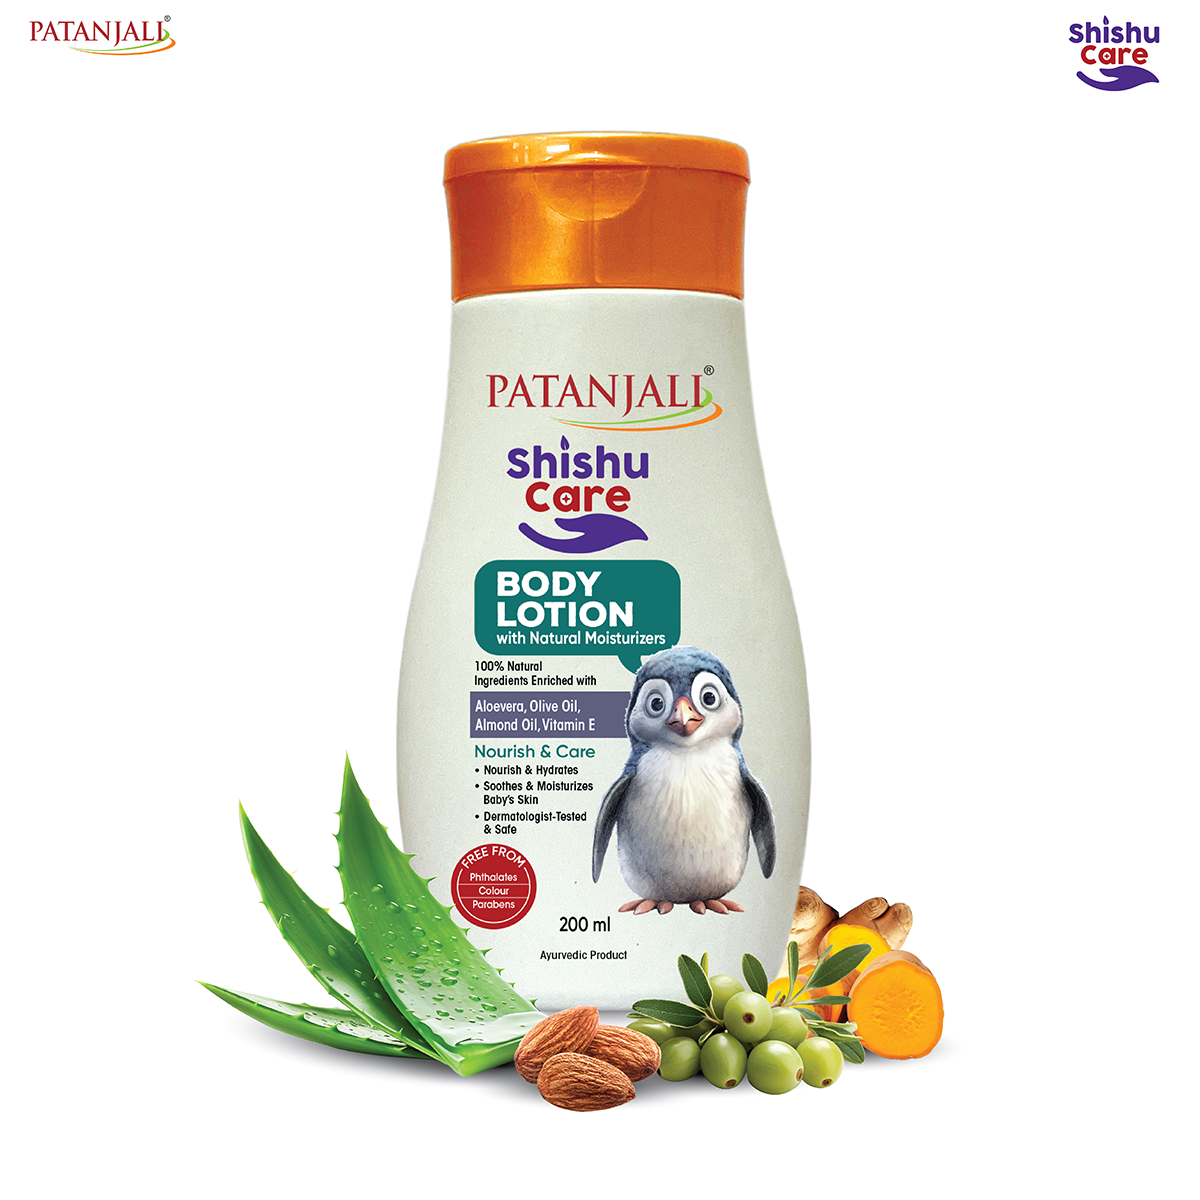 PATANJALI®
Shishu
Care
PATANJALI®
Shishu
Care
BODY
LOTION
with Natural Moisturizers
100% Natural
Ingredients Enriched with
Aloevera, Olive Oil,
Almond Oil, Vitamin E
Nourish & Care
• Nourish & Hydrates
• Soothes & Moisturizes
Baby's Skin
• Dermatologist-Tested
& Safe
FREE FROM
Phthalates
Colour
Parabens
200 ml
Ayurvedic Product